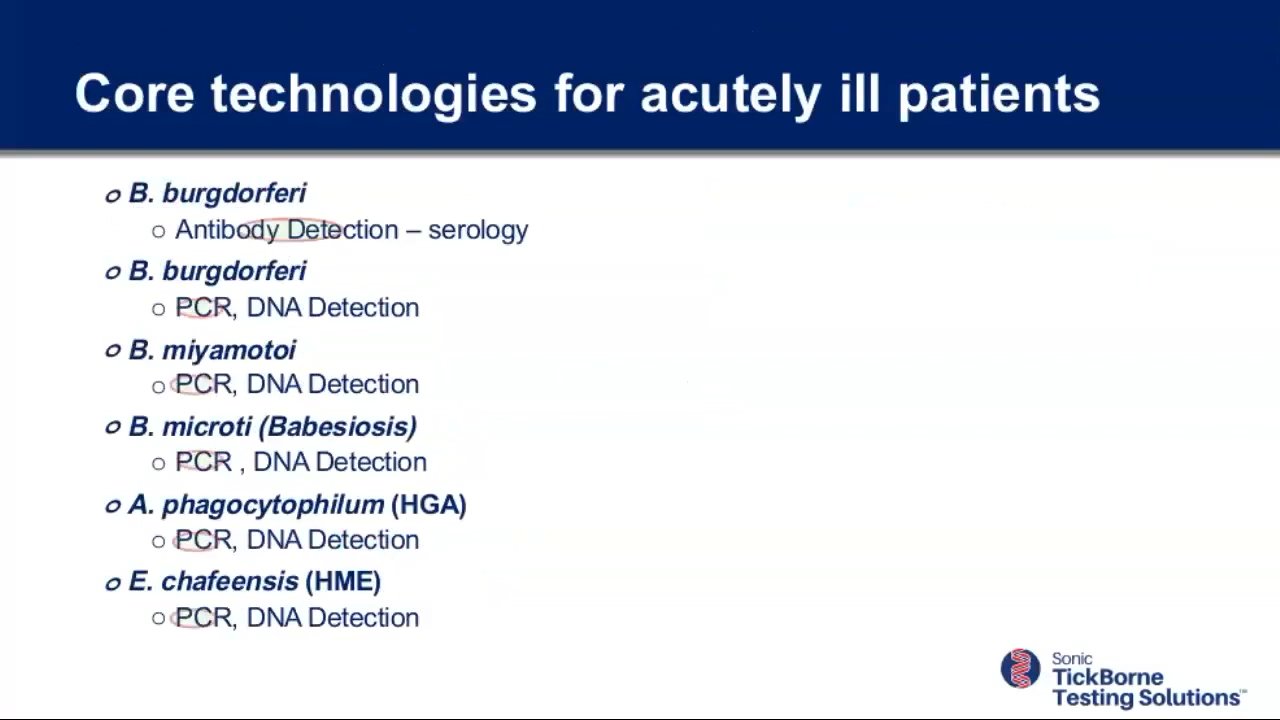 Core technologies for acutely ill patients
B. burgdorferi
Antibody Detection – serology
B. burgdorferi
PCR, DNA Detection
B. miyamotoi
PCR, DNA Detection
B. microti (Babesiosis)
PCR , DNA Detection
A. phagocytophilum (HGA)
PCR, DNA Detection
E. chafeensis (HME)
PCR, DNA Detection
Sonic
TickBorne
Testing Solutions™